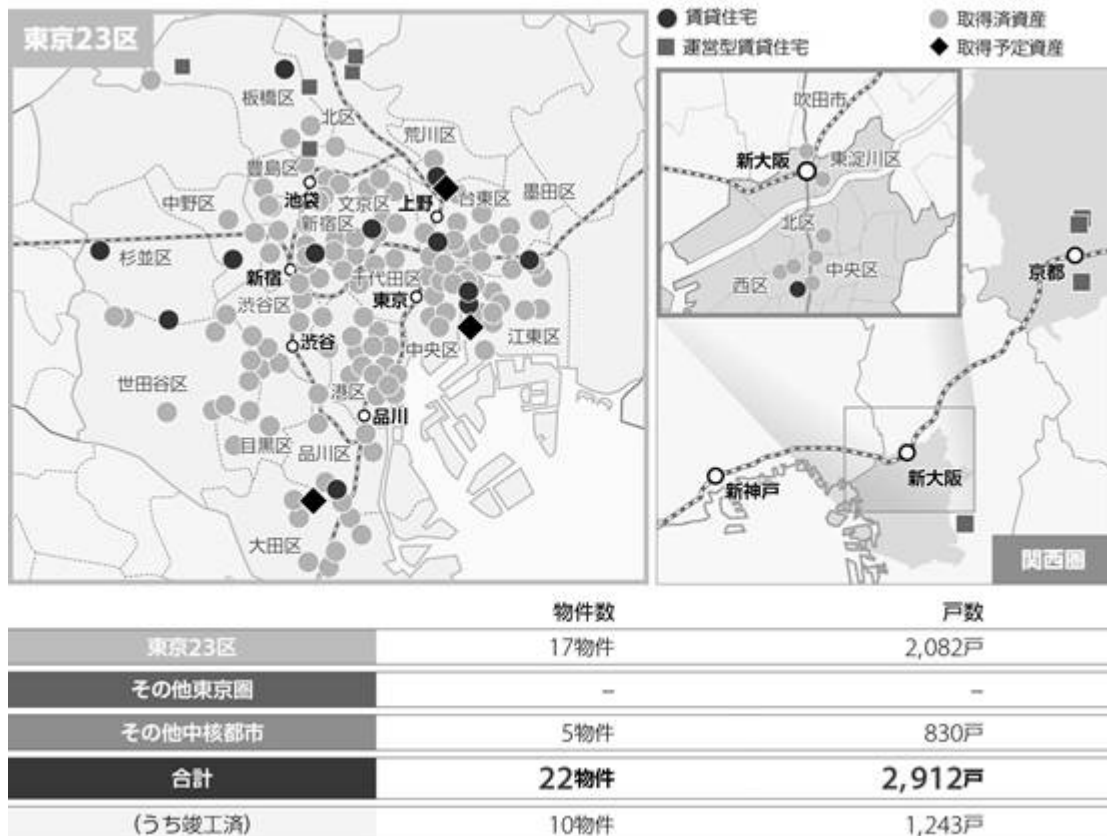 東京23区
賃貸住宅
取得済資産
運営型賃貸住宅
取得予定資産
板橋区
北区
荒川区
豊島区
池袋
中野区
文京区
上野
台東区
墨田区
新宿区
杉並区
新宿
千代田区
渋谷区
東京
渋谷
中央区
江東区
世田谷区
港区
品川
目黒区
品川区
大田区
吹田市
新大阪
東淀川区
北区
中央区
西区
京都
新大阪
新神戸
関西圏
物件数 戸数
東京23区 17物件 2,082戸
その他東京圏 – –
その他中核都市 5物件 830戸
合計 22物件 2,912戸
(うち竣工済) 10物件 1,243戸